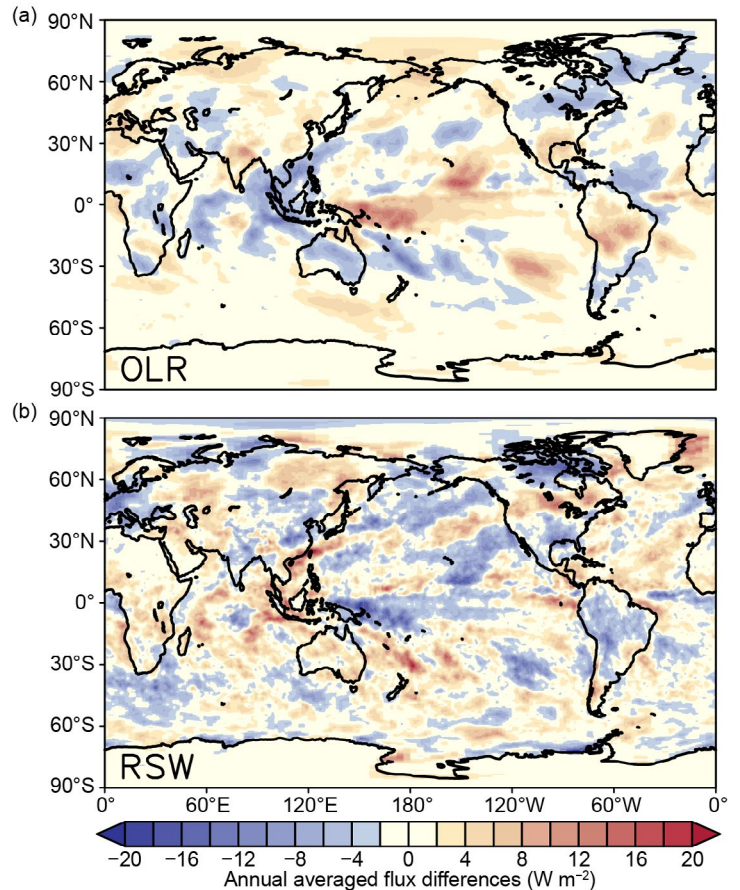 (a)
90°N
60°N
30°N
0°
30°S
60°S
90°S
OLR
(b)
90°N
60°N
30°N
0°
30°S
60°S
90°S
RSW
0° 60°E 120°E 180° 120°W 60°W 0°
−20 −16 −12 −8 −4 0 4 8 12 16 20
Annual averaged flux differences (W m⁻²)